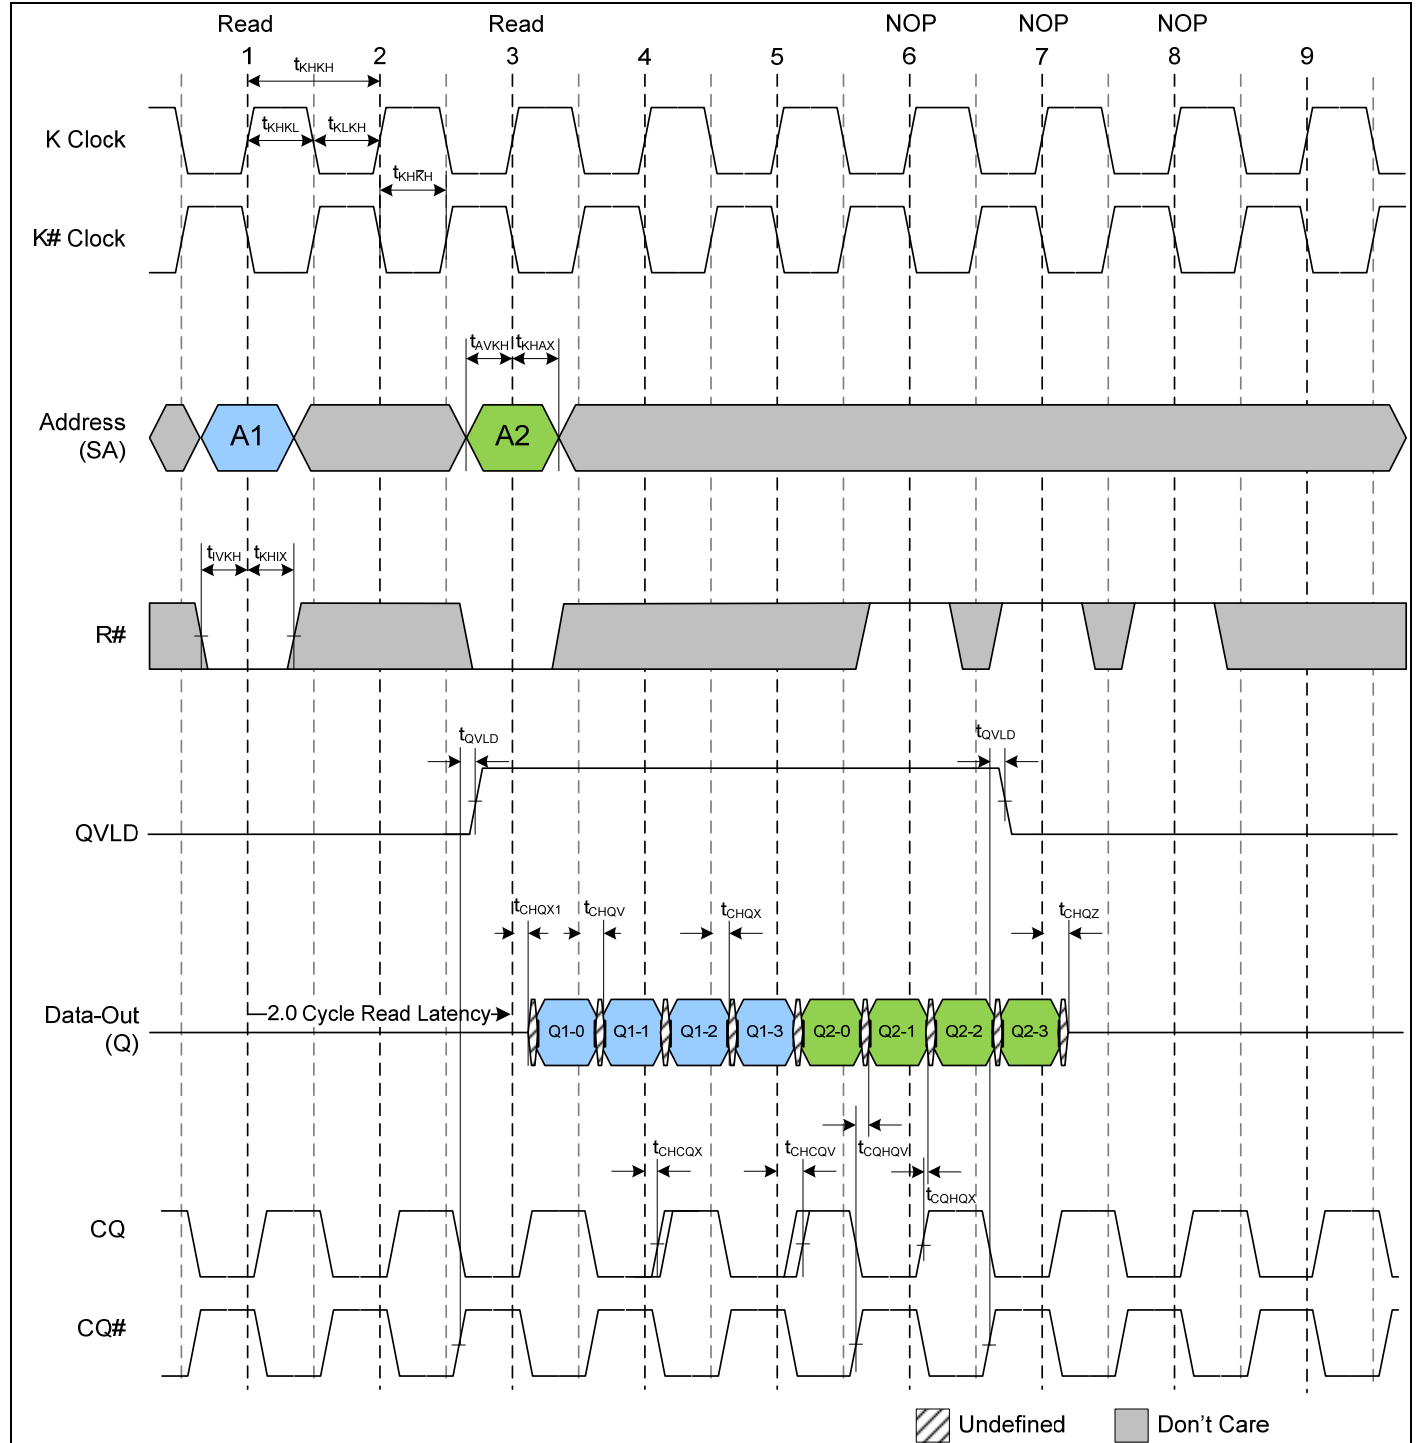 Read Read NOP NOP NOP
1 2 3 4 5 6 7 8 9
tKHKH
K Clock
tKHKL tKLKH
tKHK̅H
K# Clock
tAVKH tKHAX
Address
(SA)
A1 A2
tIVKH tKHIX
R#
tQVLD tQVLD
QVLD
tCHQX1 tCHQV tCHQX tCHQZ
Data-Out
(Q)
2.0 Cycle Read Latency
Q1-0 Q1-1 Q1-2 Q1-3 Q2-0 Q2-1 Q2-2 Q2-3
tCHCQX tCHCQV tCQHQV
tCQHQX
CQ
CQ#
Undefined Don't Care